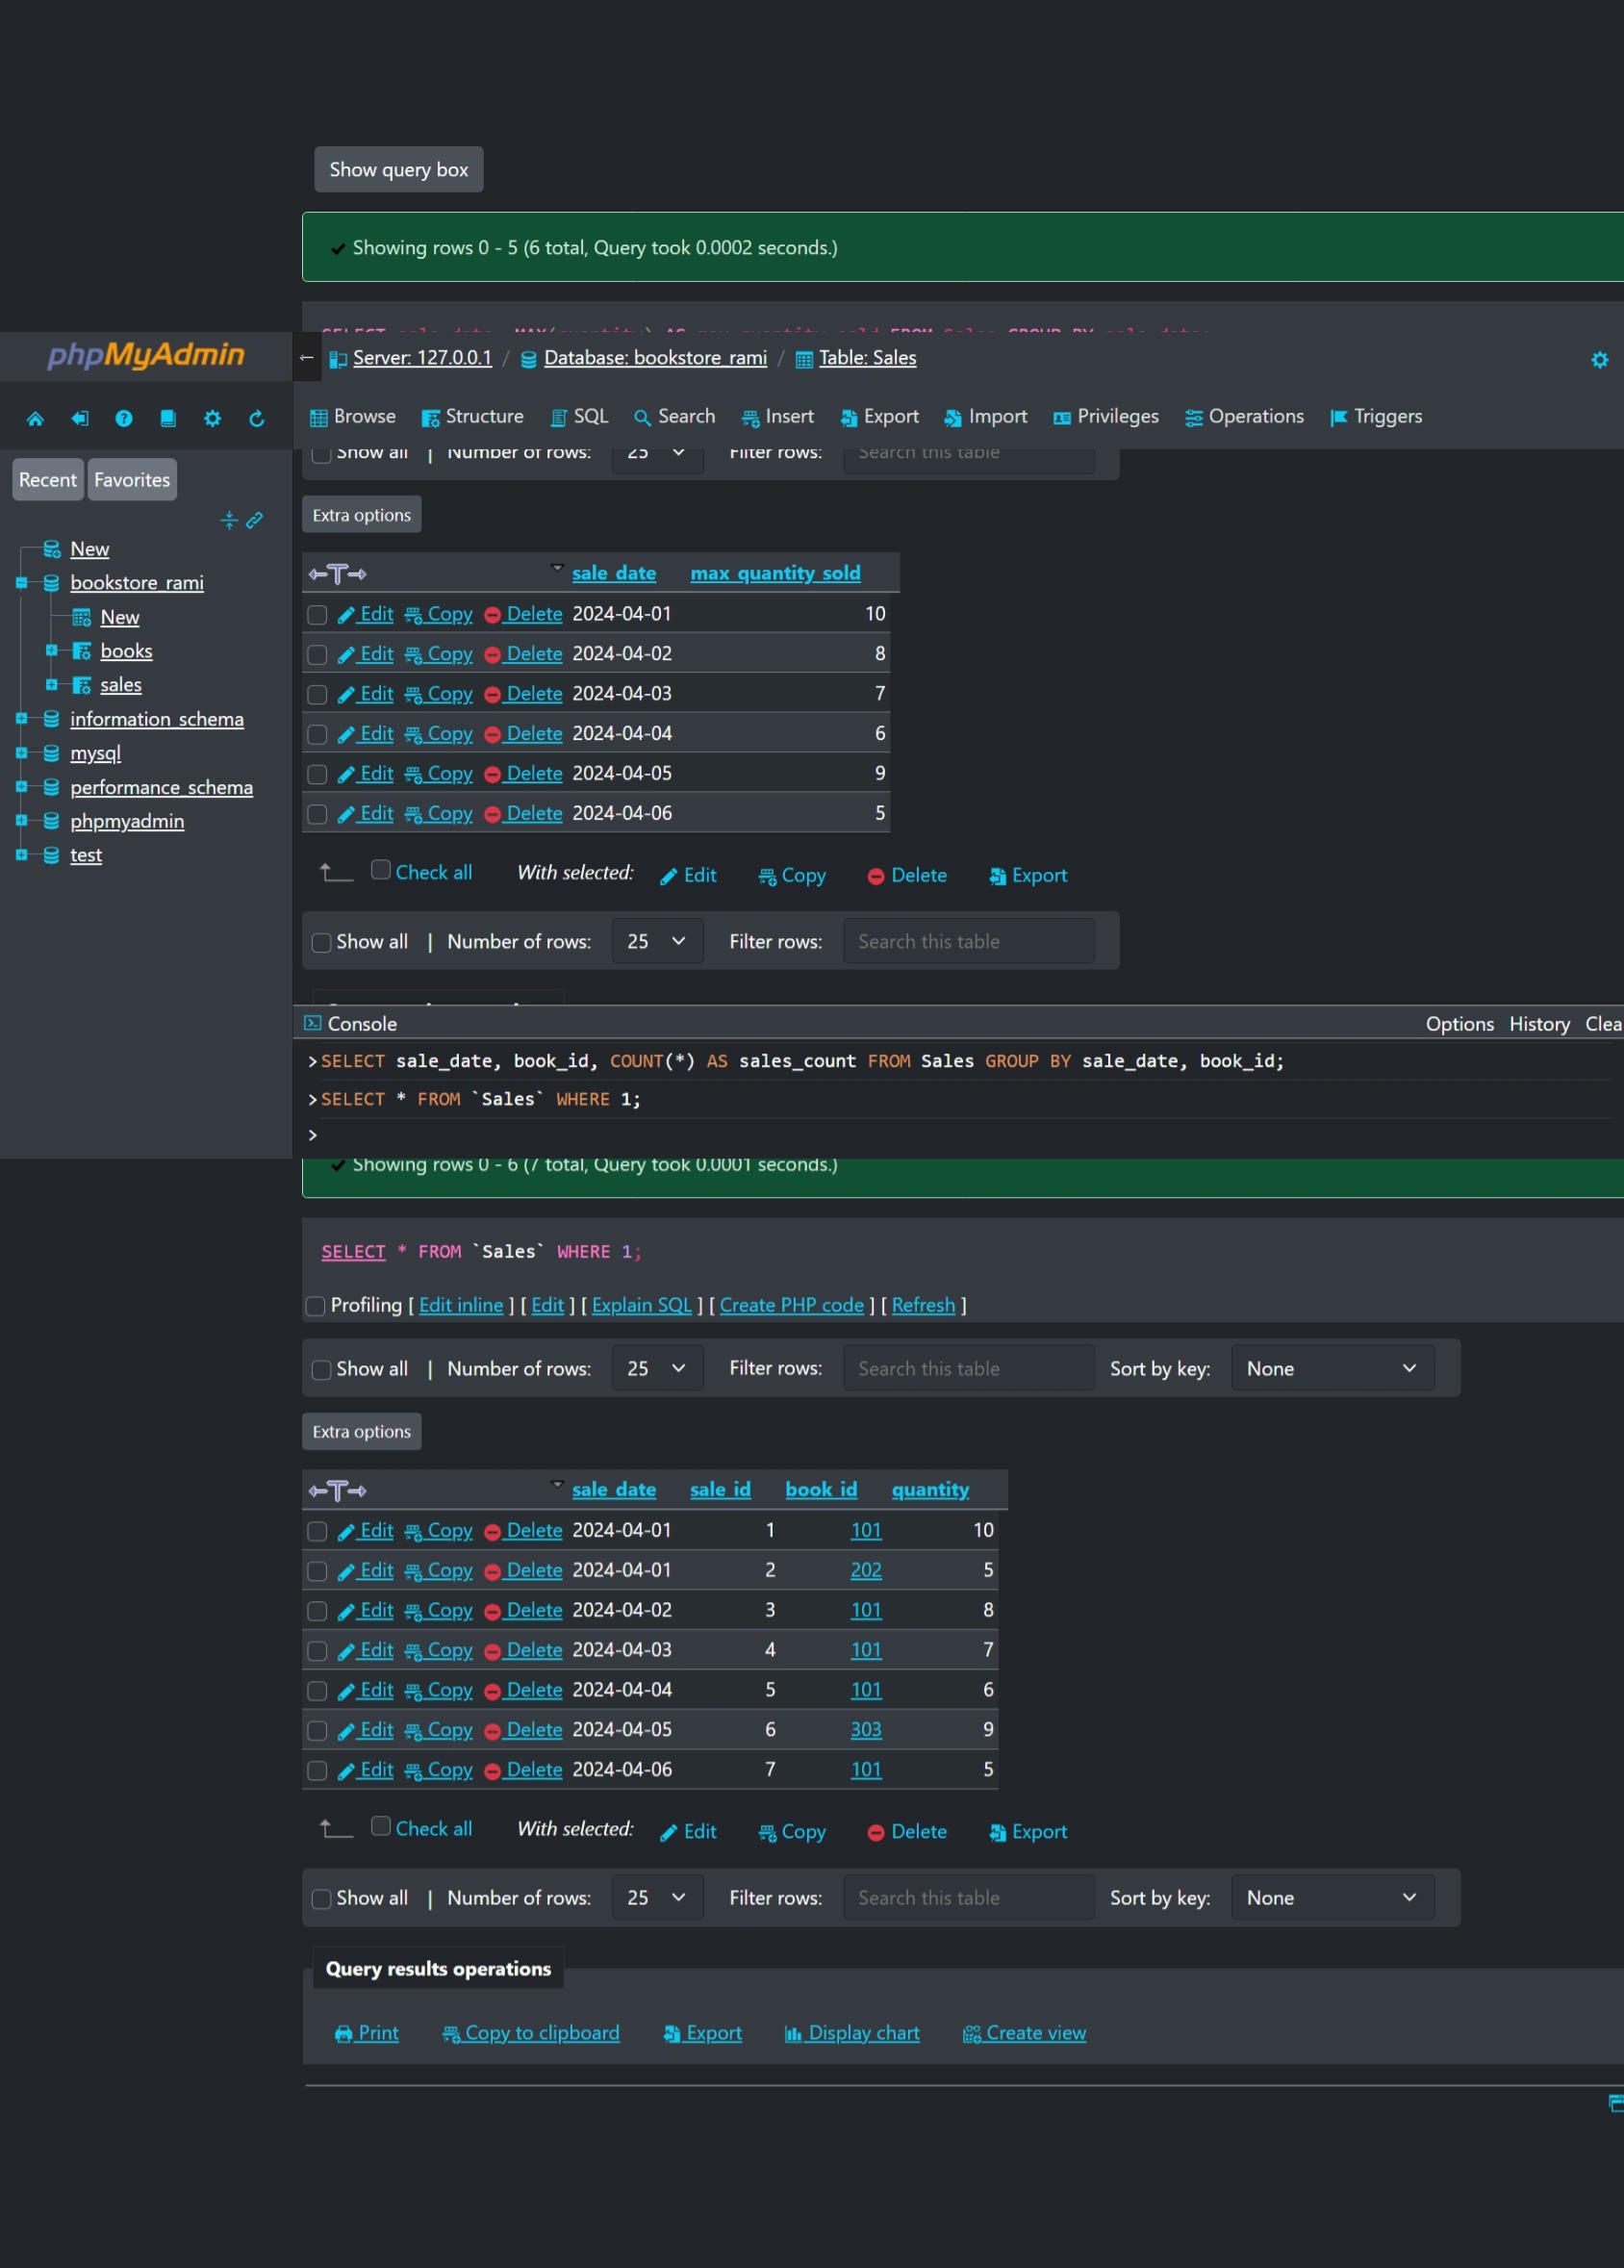 Show query box
Showing rows 0 - 5 (6 total, Query took 0.0002 seconds.)
SELECT sale_date, MAX(quantity) AS max_quantity_sold FROM Sales GROUP BY sale_date;
phpMyAdmin
Server: 127.0.0.1 / Database: bookstore_rami / Table: Sales
Browse Structure SQL Search Insert Export Import Privileges Operations Triggers
Show all | Number of rows: 25 Filter rows: Search this table
Recent Favorites
New
bookstore_rami
New
books
sales
information_schema
mysql
performance_schema
phpmyadmin
test
Extra options
sale_date max_quantity_sold
Edit Copy Delete 2024-04-01 10
Edit Copy Delete 2024-04-02 8
Edit Copy Delete 2024-04-03 7
Edit Copy Delete 2024-04-04 6
Edit Copy Delete 2024-04-05 9
Edit Copy Delete 2024-04-06 5
Check all With selected: Edit Copy Delete Export
Show all | Number of rows: 25 Filter rows: Search this table
Console Options History Clea
>SELECT sale_date, book_id, COUNT(*) AS sales_count FROM Sales GROUP BY sale_date, book_id;
>SELECT * FROM `Sales` WHERE 1;
>
Showing rows 0 - 6 (7 total, Query took 0.0001 seconds.)
SELECT * FROM `Sales` WHERE 1;
Profiling [ Edit inline ] [ Edit ] [ Explain SQL ] [ Create PHP code ] [ Refresh ]
Show all | Number of rows: 25 Filter rows: Search this table Sort by key: None
Extra options
sale_date sale_id book_id quantity
Edit Copy Delete 2024-04-01 1 101 10
Edit Copy Delete 2024-04-01 2 202 5
Edit Copy Delete 2024-04-02 3 101 8
Edit Copy Delete 2024-04-03 4 101 7
Edit Copy Delete 2024-04-04 5 101 6
Edit Copy Delete 2024-04-05 6 303 9
Edit Copy Delete 2024-04-06 7 101 5
Check all With selected: Edit Copy Delete Export
Show all | Number of rows: 25 Filter rows: Search this table Sort by key: None
Query results operations
Print Copy to clipboard Export Display chart Create view